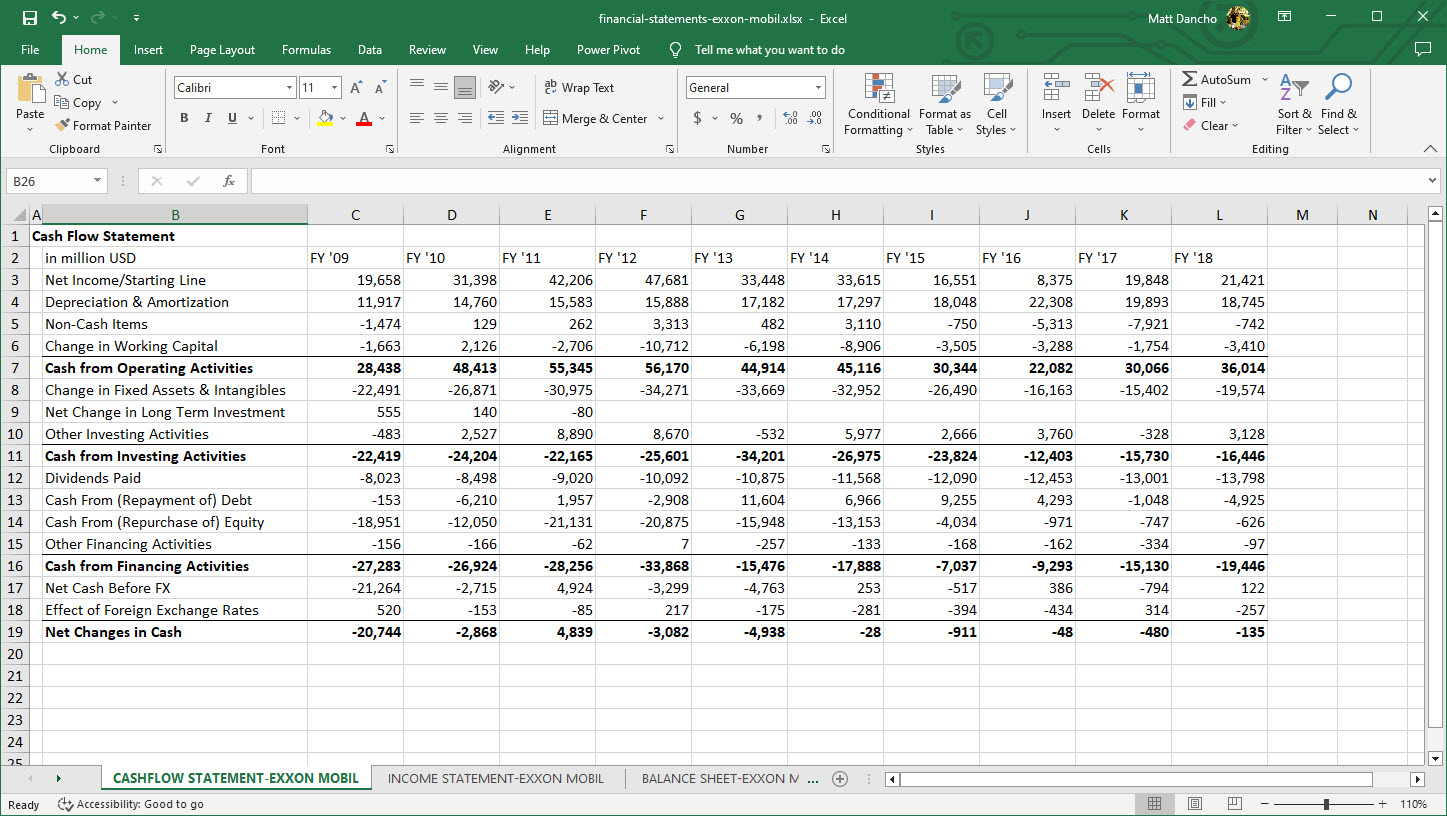 financial-statements-exxon-mobil.xlsx - Excel
Matt Dancho
File Home Insert Page Layout Formulas Data Review View Help Power Pivot Tell me what you want to do
Paste
Cut
Copy
Format Painter
Clipboard
Calibri 11
B I U
Font
Wrap Text
Merge & Center
Alignment
General
$ % ,
Number
Conditional Formatting
Format as Table
Cell Styles
Styles
Insert Delete Format
Cells
AutoSum
Fill
Clear
Sort & Filter
Find & Select
Editing
B26 fx
A B C D E F G H I J K L M N
1 Cash Flow Statement
2 in million USD FY '09 FY '10 FY '11 FY '12 FY '13 FY '14 FY '15 FY '16 FY '17 FY '18
3 Net Income/Starting Line 19,658 31,398 42,206 47,681 33,448 33,615 16,551 8,375 19,848 21,421
4 Depreciation & Amortization 11,917 14,760 15,583 15,888 17,182 17,297 18,048 22,308 19,893 18,745
5 Non-Cash Items -1,474 129 262 3,313 482 3,110 -750 -5,313 -7,921 -742
6 Change in Working Capital -1,663 2,126 -2,706 -10,712 -6,198 -8,906 -3,505 -3,288 -1,754 -3,410
7 Cash from Operating Activities 28,438 48,413 55,345 56,170 44,914 45,116 30,344 22,082 30,066 36,014
8 Change in Fixed Assets & Intangibles -22,491 -26,871 -30,975 -34,271 -33,669 -32,952 -26,490 -16,163 -15,402 -19,574
9 Net Change in Long Term Investment 555 140 -80
10 Other Investing Activities -483 2,527 8,890 8,670 -532 5,977 2,666 3,760 -328 3,128
11 Cash from Investing Activities -22,419 -24,204 -22,165 -25,601 -34,201 -26,975 -23,824 -12,403 -15,730 -16,446
12 Dividends Paid -8,023 -8,498 -9,020 -10,092 -10,875 -11,568 -12,090 -12,453 -13,001 -13,798
13 Cash From (Repayment of) Debt -153 -6,210 1,957 -2,908 11,604 6,966 9,255 4,293 -1,048 -4,925
14 Cash From (Repurchase of) Equity -18,951 -12,050 -21,131 -20,875 -15,948 -13,153 -4,034 -971 -747 -626
15 Other Financing Activities -156 -166 -62 7 -257 -133 -168 -162 -334 -97
16 Cash from Financing Activities -27,283 -26,924 -28,256 -33,868 -15,476 -17,888 -7,037 -9,293 -15,130 -19,446
17 Net Cash Before FX -21,264 -2,715 4,924 -3,299 -4,763 253 -517 386 -794 122
18 Effect of Foreign Exchange Rates 520 -153 -85 217 -175 -281 -394 -434 314 -257
19 Net Changes in Cash -20,744 -2,868 4,839 -3,082 -4,938 -28 -911 -48 -480 -135
20
21
22
23
24
25
CASHFLOW STATEMENT-EXXON MOBIL INCOME STATEMENT-EXXON MOBIL BALANCE SHEET-EXXON M ...
Ready Accessibility: Good to go 110%